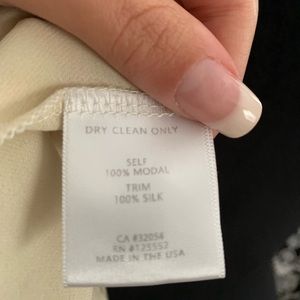 DRY CLEAN ONLY
SELF
100% MODAL
TRIM
100% SILK
CA #32054
RN #125552
MADE IN THE USA